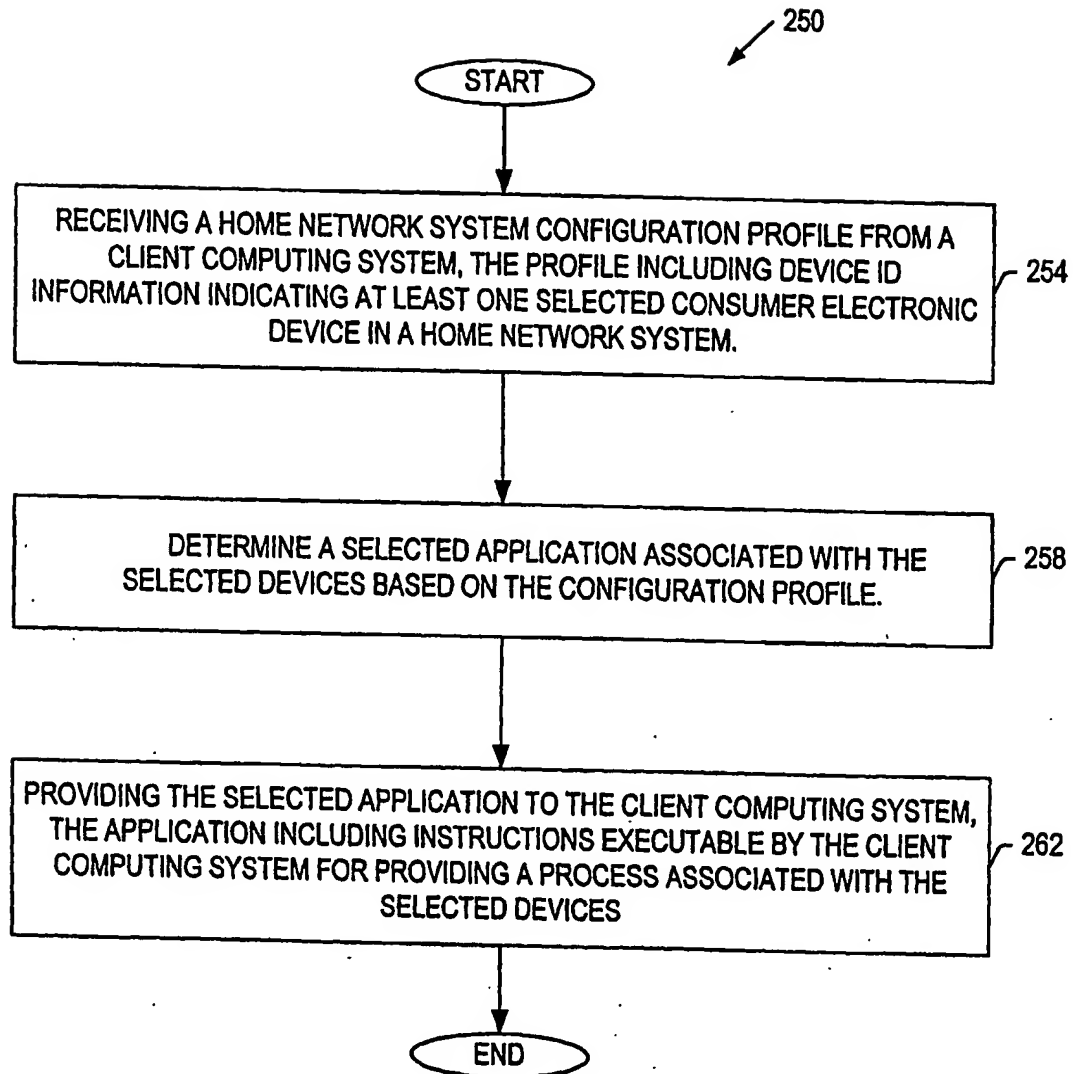 250
START
RECEIVING A HOME NETWORK SYSTEM CONFIGURATION PROFILE FROM A
CLIENT COMPUTING SYSTEM, THE PROFILE INCLUDING DEVICE ID
INFORMATION INDICATING AT LEAST ONE SELECTED CONSUMER ELECTRONIC
DEVICE IN A HOME NETWORK SYSTEM.
254
DETERMINE A SELECTED APPLICATION ASSOCIATED WITH THE
SELECTED DEVICES BASED ON THE CONFIGURATION PROFILE.
258
PROVIDING THE SELECTED APPLICATION TO THE CLIENT COMPUTING SYSTEM,
THE APPLICATION INCLUDING INSTRUCTIONS EXECUTABLE BY THE CLIENT
COMPUTING SYSTEM FOR PROVIDING A PROCESS ASSOCIATED WITH THE
SELECTED DEVICES
262
END